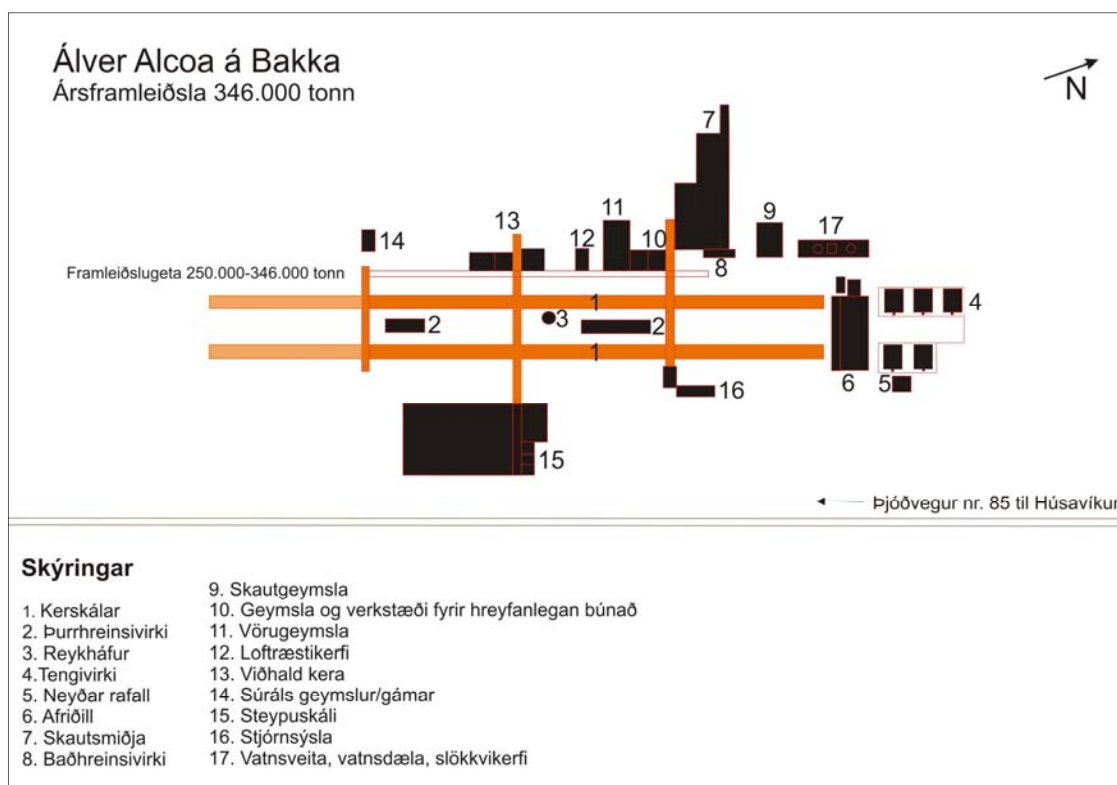 Álver Alcoa á Bakka
Ársframleiðsla 346.000 tonn
N
7
9
17
11
13
12
10
14
8
Framleiðslugeta 250.000-346.000 tonn
1
4
2
3
2
1
6
5
16
15
Þjóðvegur nr. 85 til Húsavíkur
Skýringar
1. Kerskálar
2. Þurrhreinsivirki
3. Reykháfur
4.Tengivirki
5. Neyðar rafall
6. Afriðill
7. Skautsmiðja
8. Baðhreinsivirki
9. Skautgeymsla
10. Geymsla og verkstæði fyrir hreyfanlegan búnað
11. Vörugeymsla
12. Loftræstikerfi
13. Viðhald kera
14. Súráls geymslur/gámar
15. Steypuskáli
16. Stjórnsýsla
17. Vatnsveita, vatnsdæla, slökkvikerfi